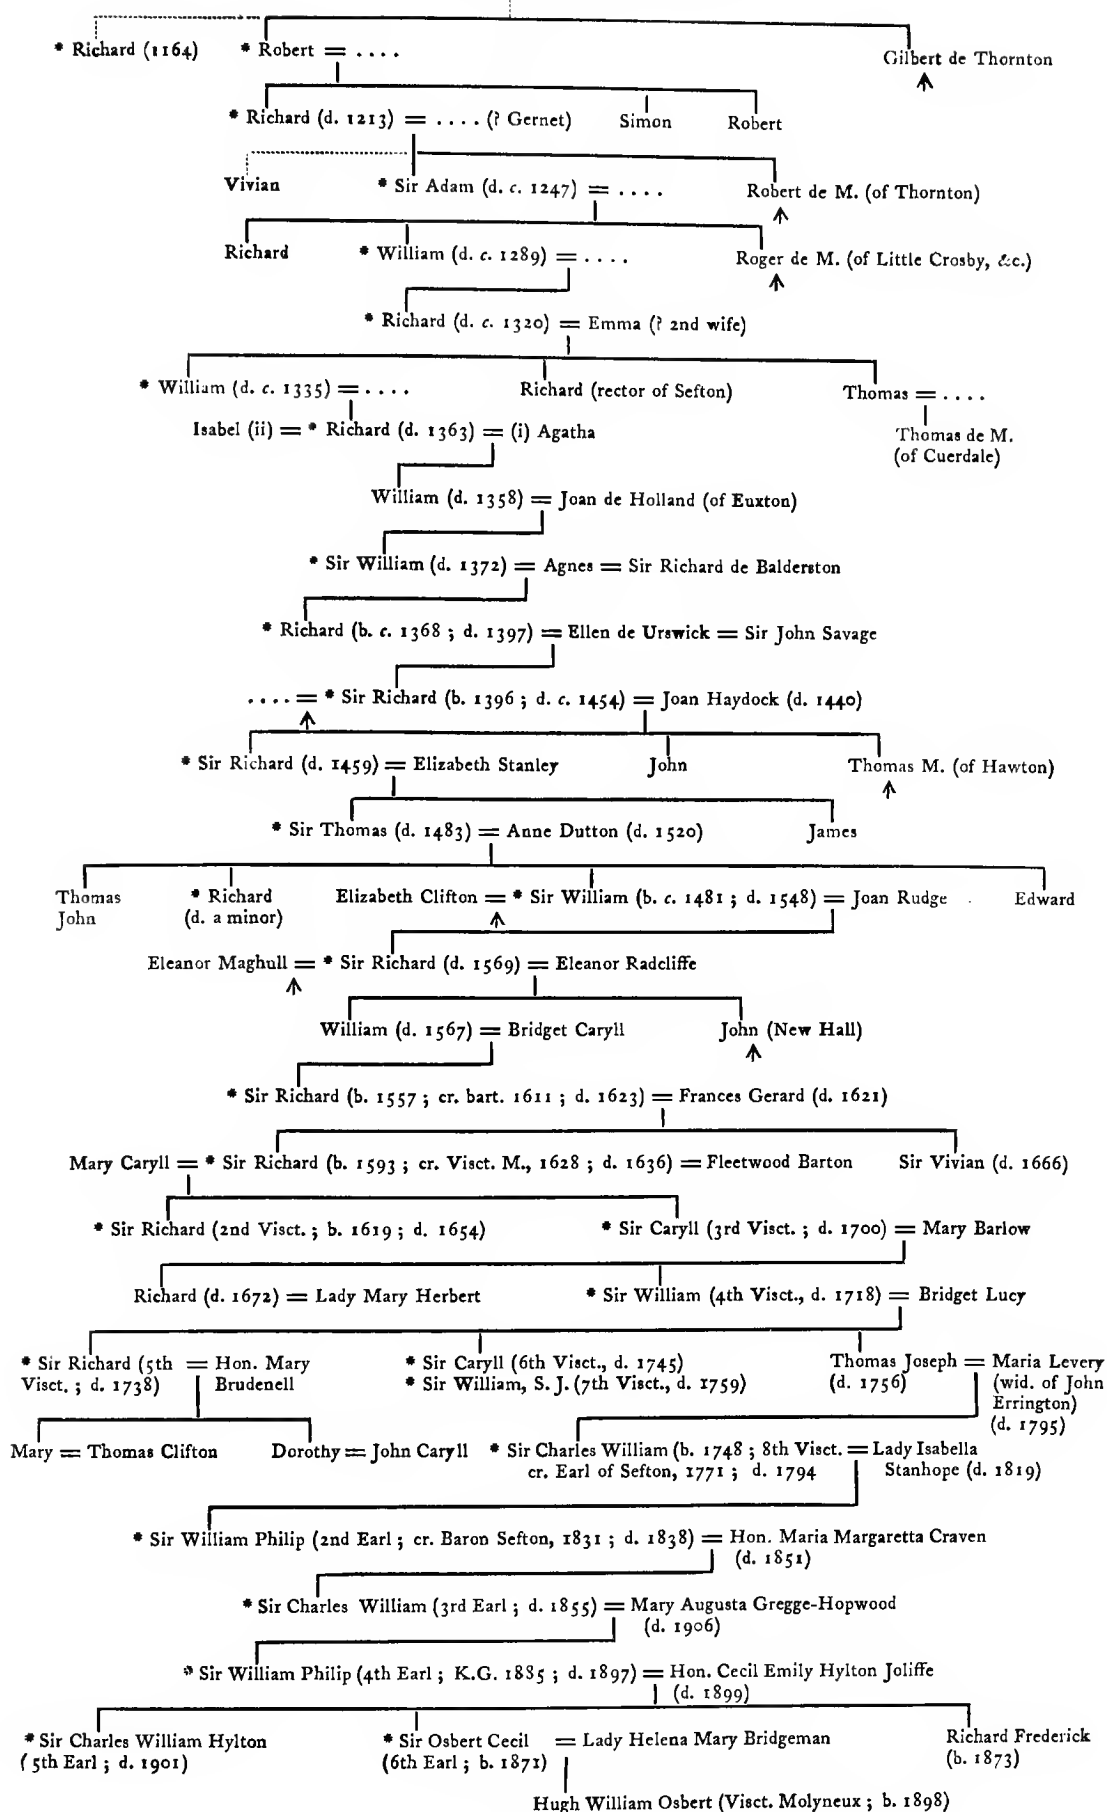 * Richard (1164) * Robert = . . . .
Gilbert de Thornton
* Richard (d. 1213) = . . . . (? Gernet) Simon Robert
Vivian * Sir Adam (d. c. 1247) = . . . . Robert de M. (of Thornton)
Richard * William (d. c. 1289) = . . . . Roger de M. (of Little Crosby, &c.)
* Richard (d. c. 1320) = Emma (? 2nd wife)
* William (d. c. 1335) = . . . . Richard (rector of Sefton) Thomas = . . . .
Isabel (ii) = * Richard (d. 1363) = (i) Agatha Thomas de M.
(of Cuerdale)
William (d. 1358) = Joan de Holland (of Euxton)
* Sir William (d. 1372) = Agnes = Sir Richard de Balderston
* Richard (b. c. 1368 ; d. 1397) = Ellen de Urswick = Sir John Savage
. . . . = * Sir Richard (b. 1396 ; d. c. 1454) = Joan Haydock (d. 1440)
* Sir Richard (d. 1459) = Elizabeth Stanley John Thomas M. (of Hawton)
* Sir Thomas (d. 1483) = Anne Dutton (d. 1520) James
Thomas * Richard Elizabeth Clifton = * Sir William (b. c. 1481 ; d. 1548) = Joan Rudge Edward
John (d. a minor)
Eleanor Maghull = * Sir Richard (d. 1569) = Eleanor Radcliffe
William (d. 1567) = Bridget Caryll John (New Hall)
* Sir Richard (b. 1557 ; cr. bart. 1611 ; d. 1623) = Frances Gerard (d. 1621)
Mary Caryll = * Sir Richard (b. 1593 ; cr. Visct. M., 1628 ; d. 1636) = Fleetwood Barton Sir Vivian (d. 1666)
* Sir Richard (2nd Visct. ; b. 1619 ; d. 1654) * Sir Caryll (3rd Visct. ; d. 1700) = Mary Barlow
Richard (d. 1672) = Lady Mary Herbert * Sir William (4th Visct., d. 1718) = Bridget Lucy
* Sir Richard (5th = Hon. Mary * Sir Caryll (6th Visct., d. 1745) Thomas Joseph = Maria Levery
Visct. ; d. 1738) Brudenell * Sir William, S. J. (7th Visct., d. 1759) (d. 1756) (wid. of John
Errington)
(d. 1795)
Mary = Thomas Clifton Dorothy = John Caryll * Sir Charles William (b. 1748 ; 8th Visct. = Lady Isabella
cr. Earl of Sefton, 1771 ; d. 1794 Stanhope (d. 1819)
* Sir William Philip (2nd Earl ; cr. Baron Sefton, 1831 ; d. 1838) = Hon. Maria Margaretta Craven
(d. 1851)
* Sir Charles William (3rd Earl ; d. 1855) = Mary Augusta Gregge-Hopwood
(d. 1906)
* Sir William Philip (4th Earl ; K.G. 1885 ; d. 1897) = Hon. Cecil Emily Hylton Joliffe
(d. 1899)
* Sir Charles William Hylton * Sir Osbert Cecil = Lady Helena Mary Bridgeman Richard Frederick
(5th Earl ; d. 1901) (6th Earl ; b. 1871) (b. 1873)
Hugh William Osbert (Visct. Molyneux ; b. 1898)